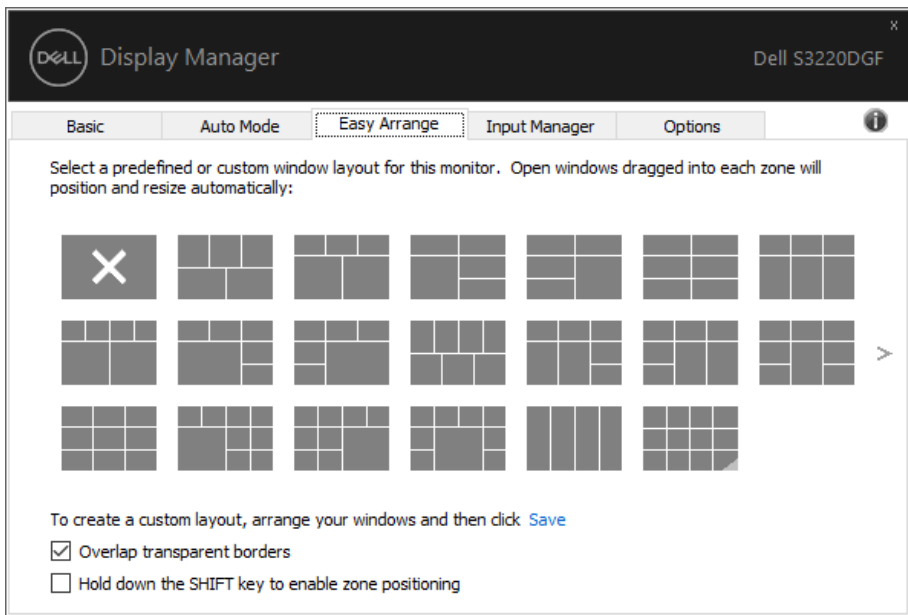 x
DELL Display Manager
Dell S3220DGF
Basic Auto Mode Easy Arrange Input Manager Options
Select a predefined or custom window layout for this monitor. Open windows dragged into each zone will
position and resize automatically:
>
To create a custom layout, arrange your windows and then click Save
Overlap transparent borders
Hold down the SHIFT key to enable zone positioning